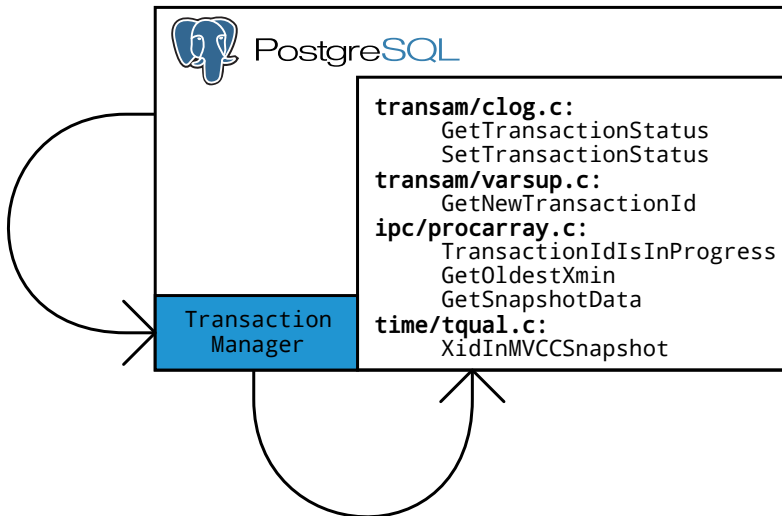 PostgreSQL
transam/clog.c:
GetTransactionStatus
SetTransactionStatus
transam/varsup.c:
GetNewTransactionId
ipc/procarray.c:
TransactionIdIsInProgress
GetOldestXmin
GetSnapshotData
time/tqual.c:
XidInMVCCSnapshot
Transaction
Manager